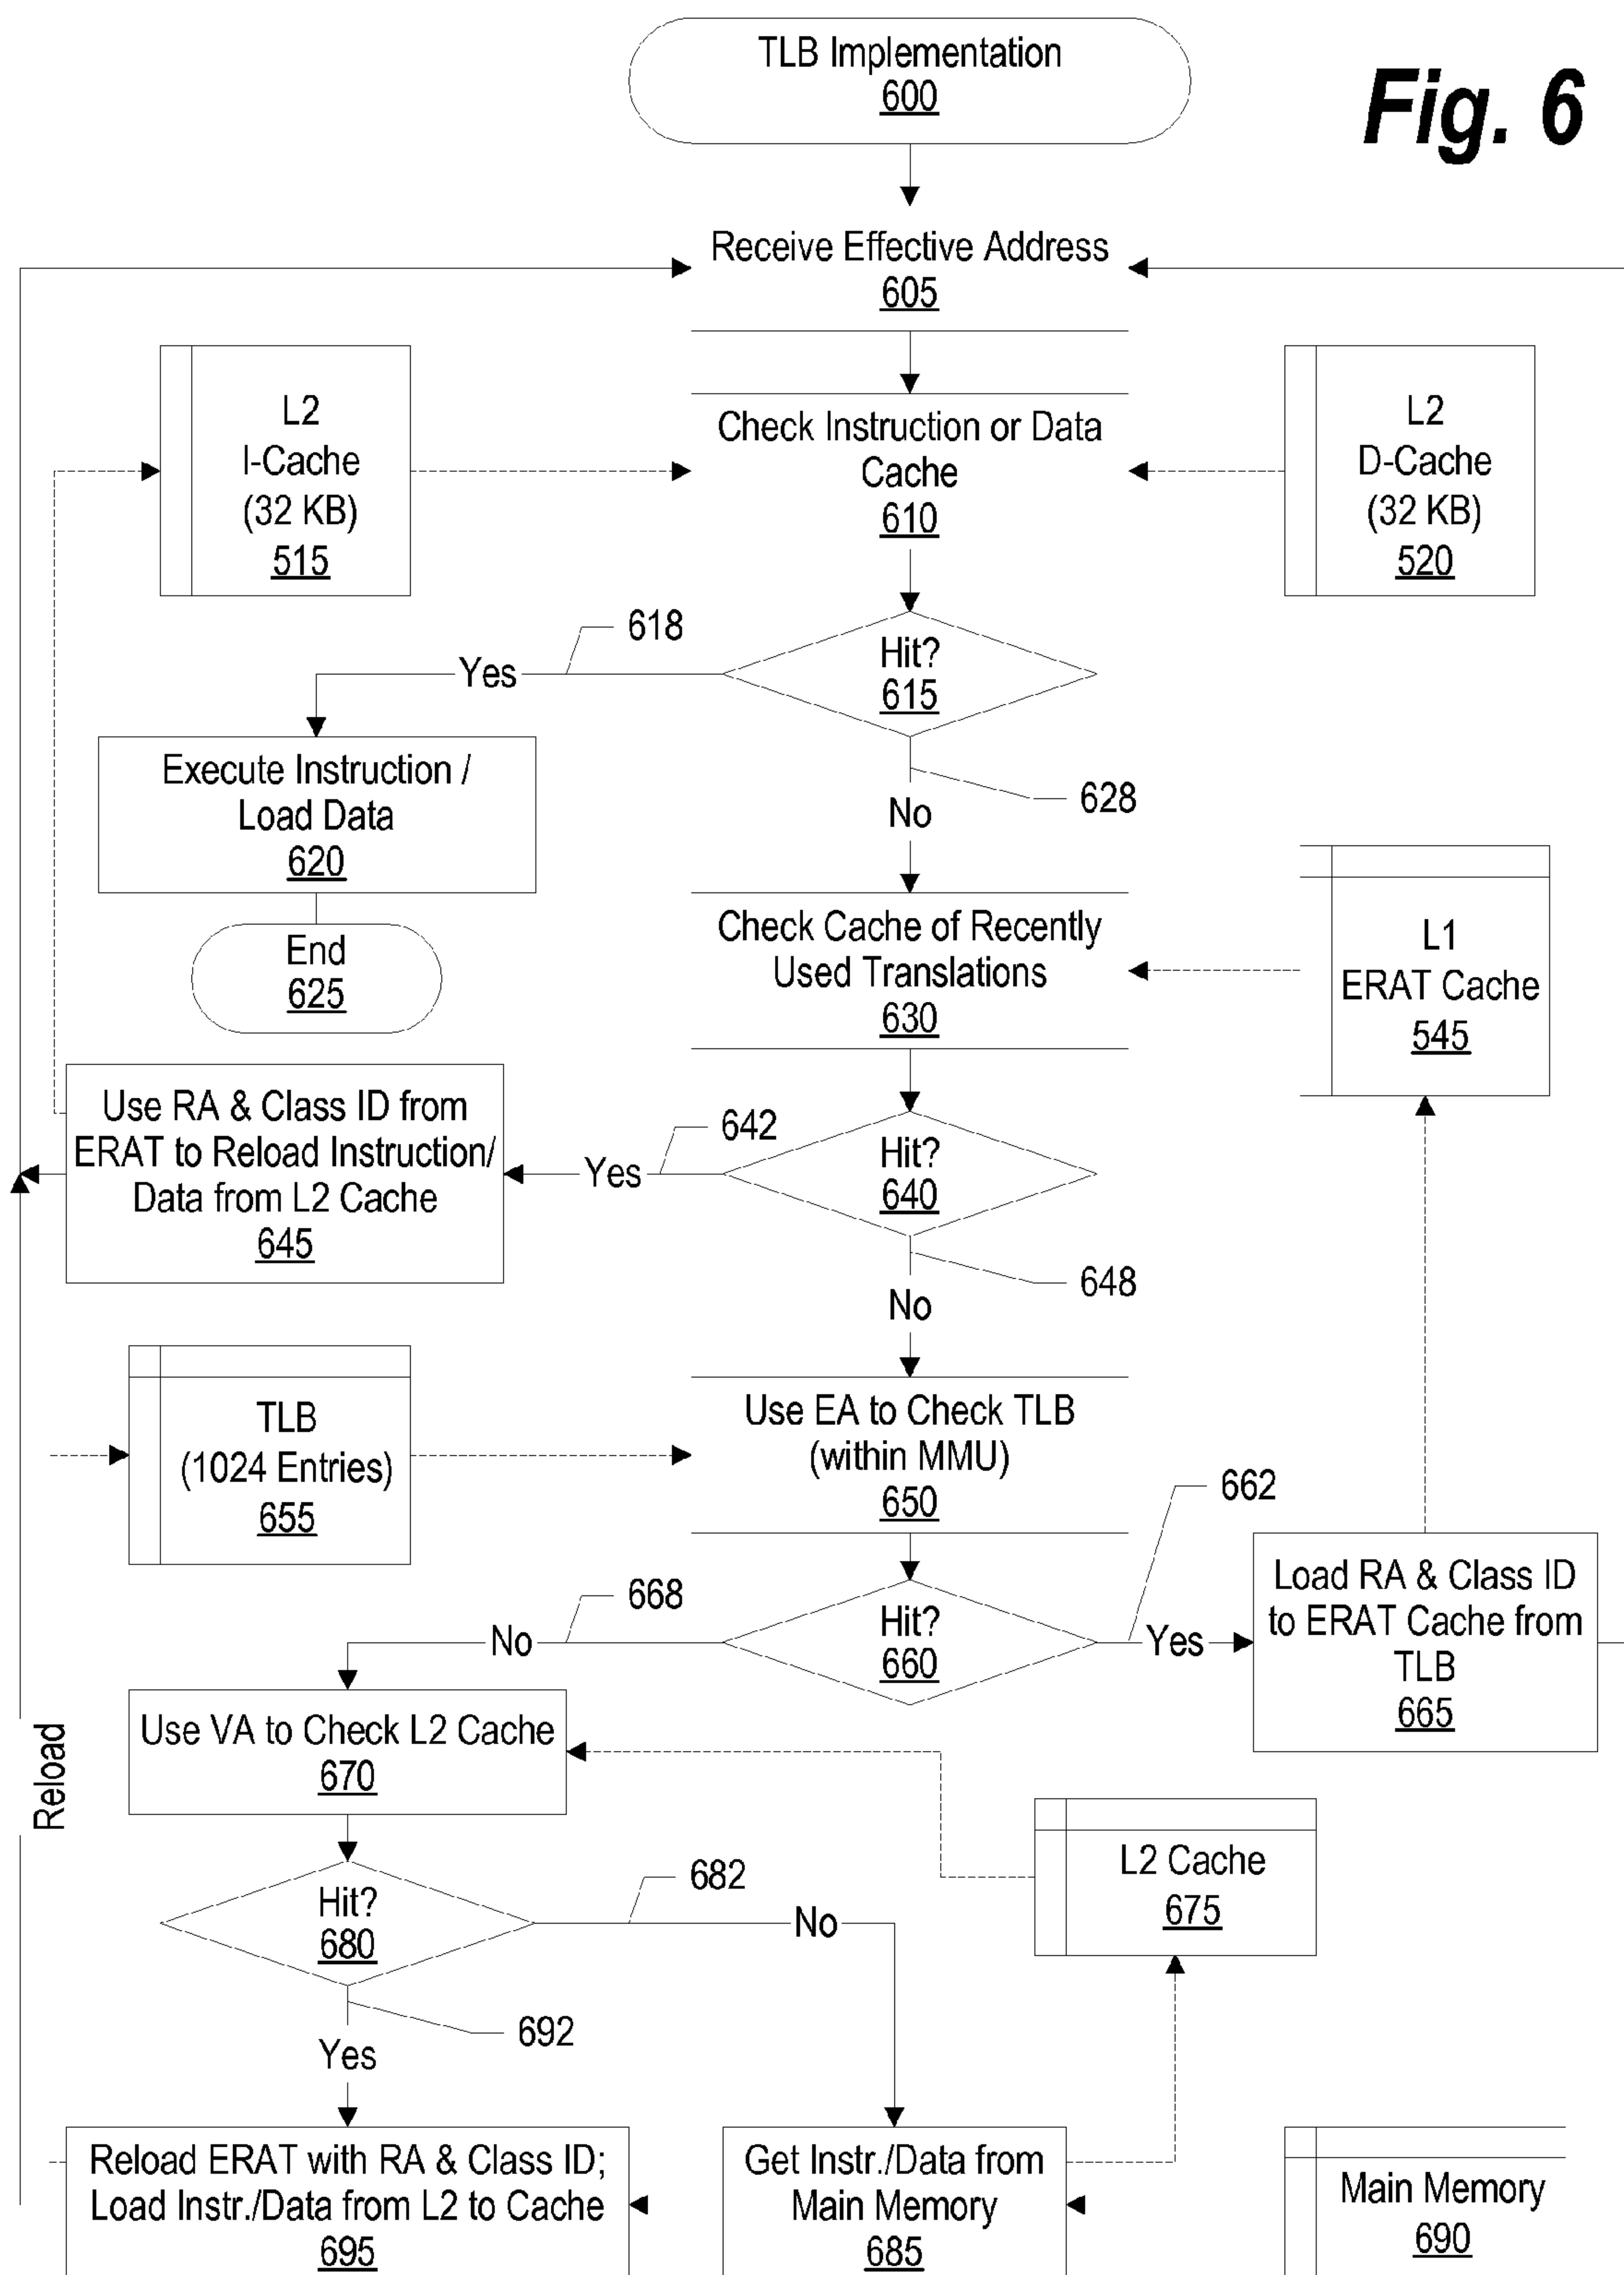 TLB Implementation
600
Fig. 6
Receive Effective Address
605
L2
I-Cache
(32 KB)
515
Check Instruction or Data
Cache
610
L2
D-Cache
(32 KB)
520
618
Yes
Hit?
615
Execute Instruction /
Load Data
620
628
No
End
625
Check Cache of Recently
Used Translations
630
L1
ERAT Cache
545
Use RA & Class ID from
ERAT to Reload Instruction/
Data from L2 Cache
645
642
Yes
Hit?
640
648
No
TLB
(1024 Entries)
655
Use EA to Check TLB
(within MMU)
650
662
668
No
Hit?
660
Yes
Load RA & Class ID
to ERAT Cache from
TLB
665
Reload
Use VA to Check L2 Cache
670
L2 Cache
675
Hit?
680
682
No
692
Yes
Reload ERAT with RA & Class ID;
Load Instr./Data from L2 to Cache
695
Get Instr./Data from
Main Memory
685
Main Memory
690